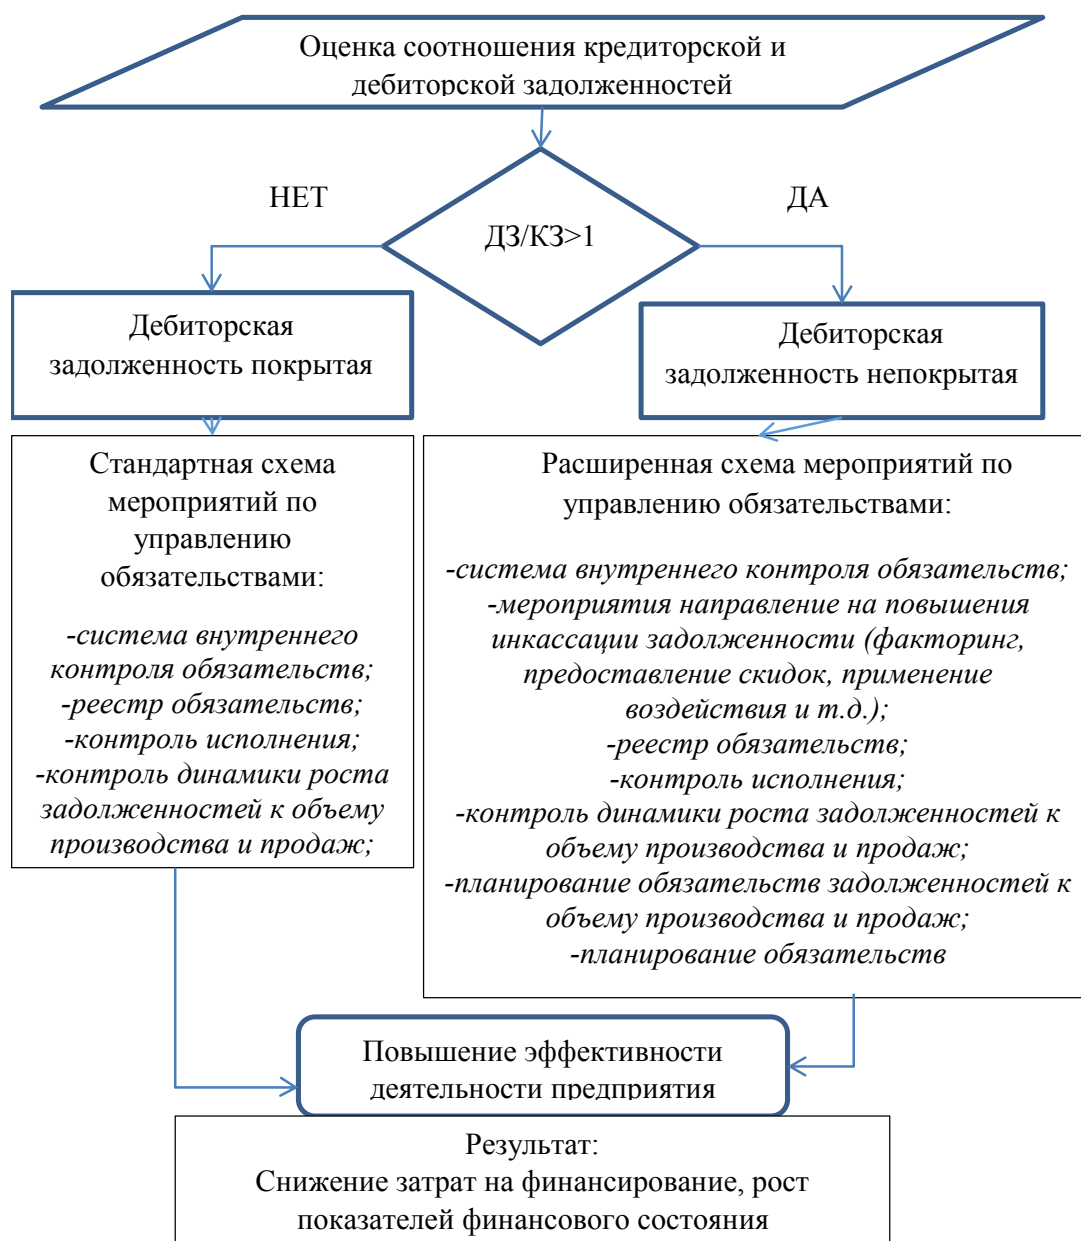 Оценка соотношения кредиторской и
дебиторской задолженностей
НЕТ
ДА
ДЗ/КЗ>1
Дебиторская
задолженность покрытая
Дебиторская
задолженность непокрытая
Стандартная схема
мероприятий по
управлению
обязательствами:
-система внутреннего
контроля обязательств;
-реестр обязательств;
-контроль исполнения;
-контроль динамики роста
задолженностей к объему
производства и продаж;
Расширенная схема мероприятий по
управлению обязательствами:
-система внутреннего контроля обязательств;
-мероприятия направление на повышения
инкассации задолженности (факторинг,
предоставление скидок, применение
воздействия и т.д.);
-реестр обязательств;
-контроль исполнения;
-контроль динамики роста задолженностей к
объему производства и продаж;
-планирование обязательств задолженностей к
объему производства и продаж;
-планирование обязательств
Повышение эффективности
деятельности предприятия
Результат:
Снижение затрат на финансирование, рост
показателей финансового состояния